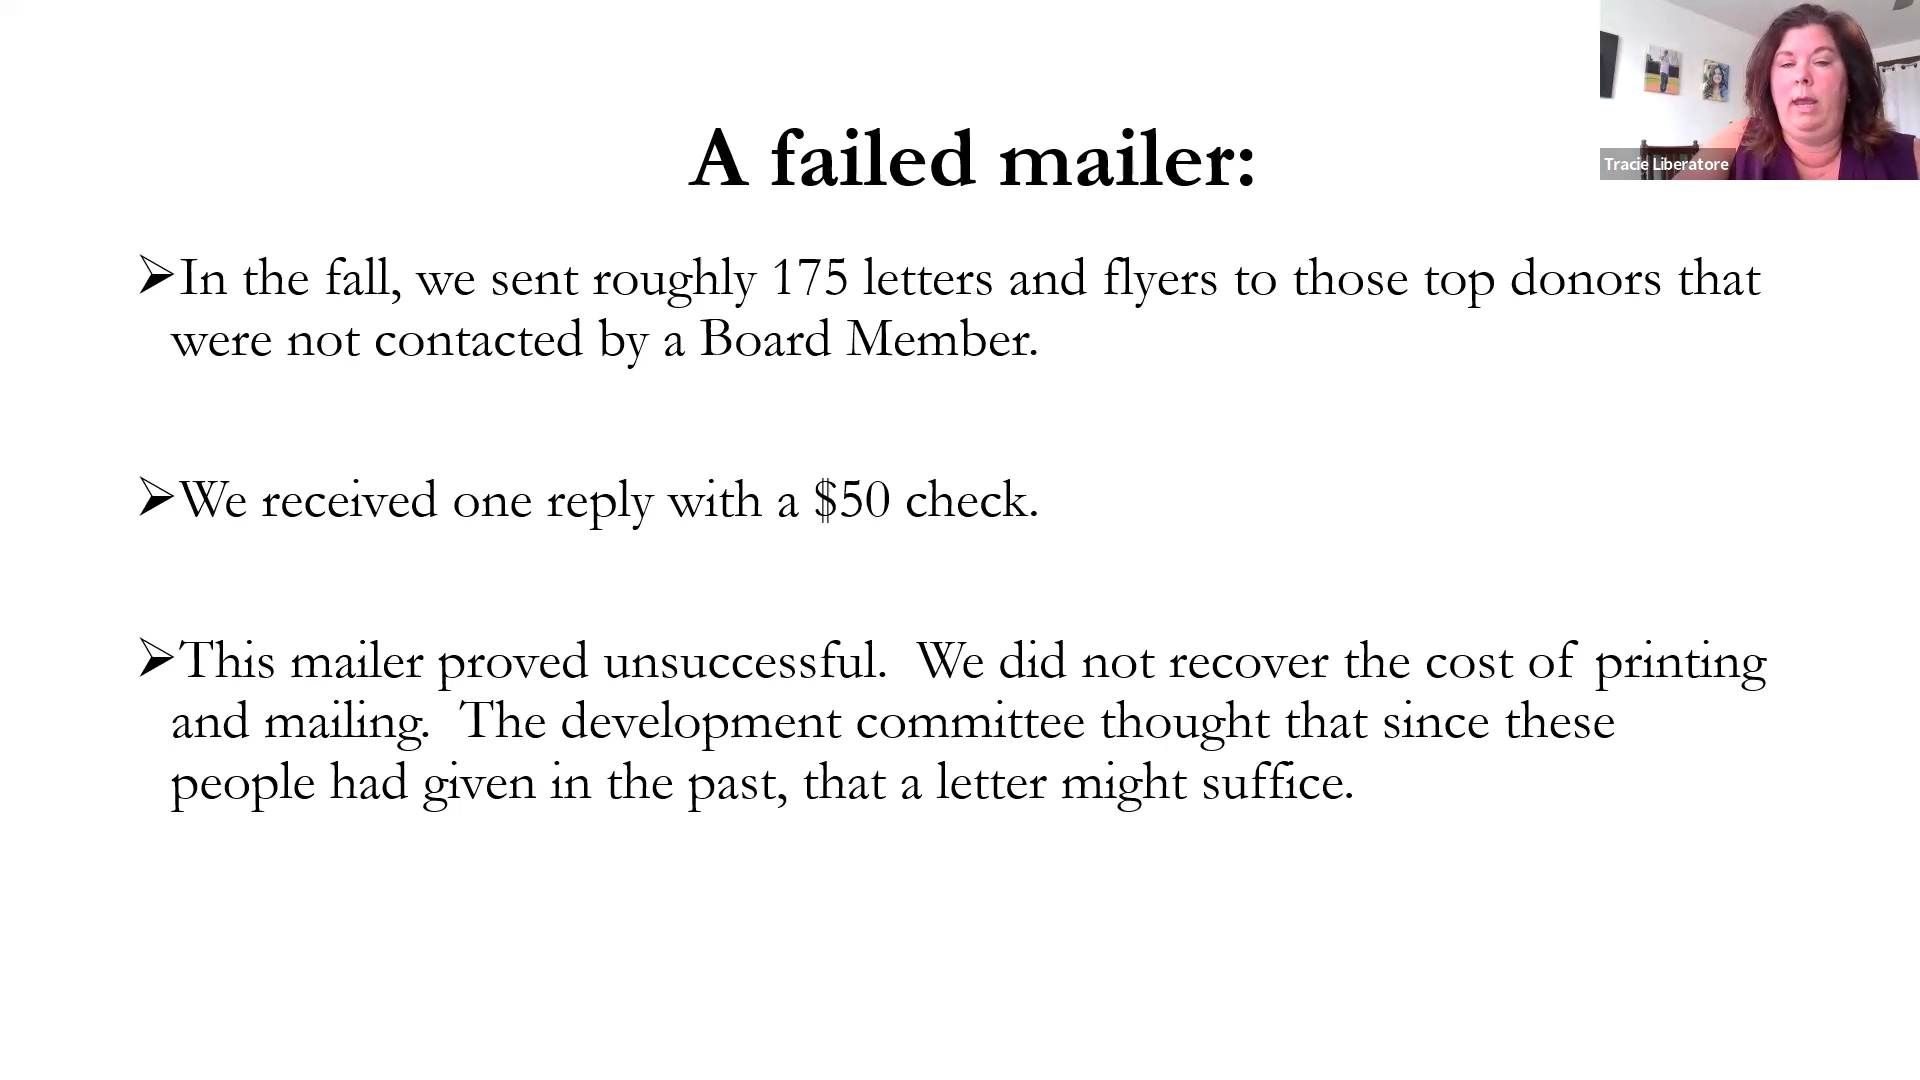 A failed mailer:
Tracie Liberatore
➢In the fall, we sent roughly 175 letters and flyers to those top donors that
were not contacted by a Board Member.
➢We received one reply with a $50 check.
➢This mailer proved unsuccessful.  We did not recover the cost of printing
and mailing.  The development committee thought that since these
people had given in the past, that a letter might suffice.